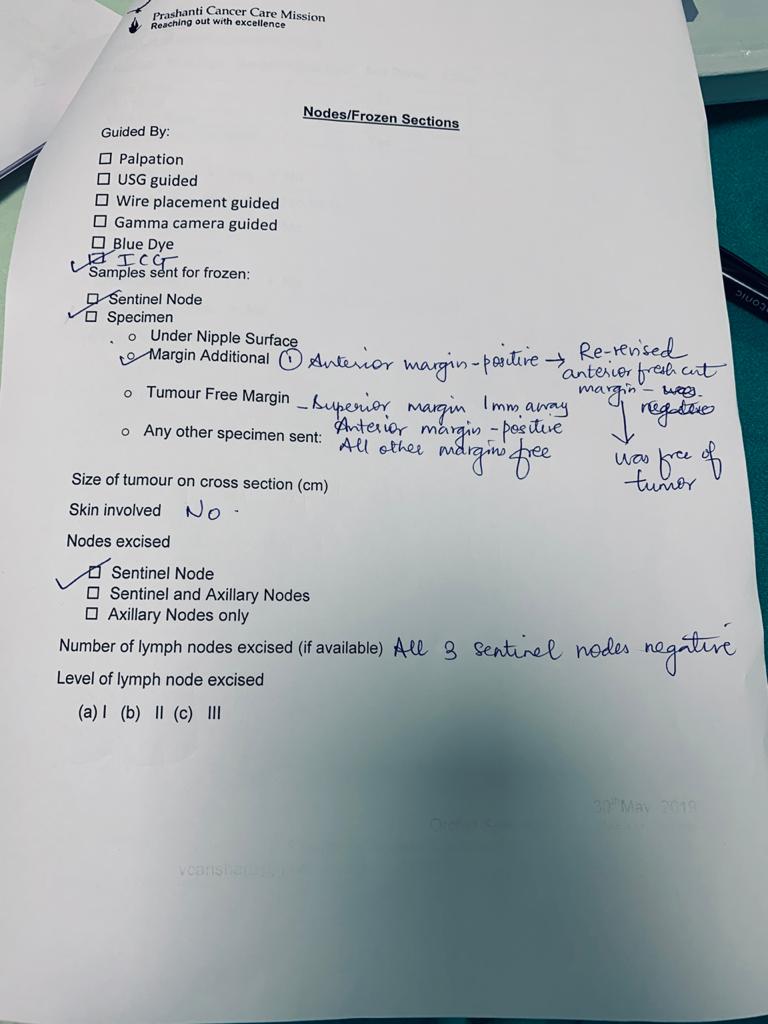 Prashanti Cancer Care Mission
Reaching out with excellence
Nodes/Frozen Sections
Guided By:
☐ Palpation
☐ USG guided
☐ Wire placement guided
☐ Gamma camera guided
☐ Blue Dye
☑ ICG
Samples sent for frozen:
☑ Sentinel Node
☑ Specimen
o Under Nipple Surface
o Margin Additional ① Anterior margin-positive → Re-revised
anterior fresh cut
margin - was
negative
o Tumour Free Margin - Superior margin 1mm away
Anterior margin - positive
o Any other specimen sent: All other margins free
↓
was free of
tumor
Size of tumour on cross section (cm)
Skin involved No.
Nodes excised
☑ Sentinel Node
☐ Sentinel and Axillary Nodes
☐ Axillary Nodes only
Number of lymph nodes excised (if available) All 3 sentinel nodes negative
Level of lymph node excised
(a) I (b) II (c) III
30th May 2019